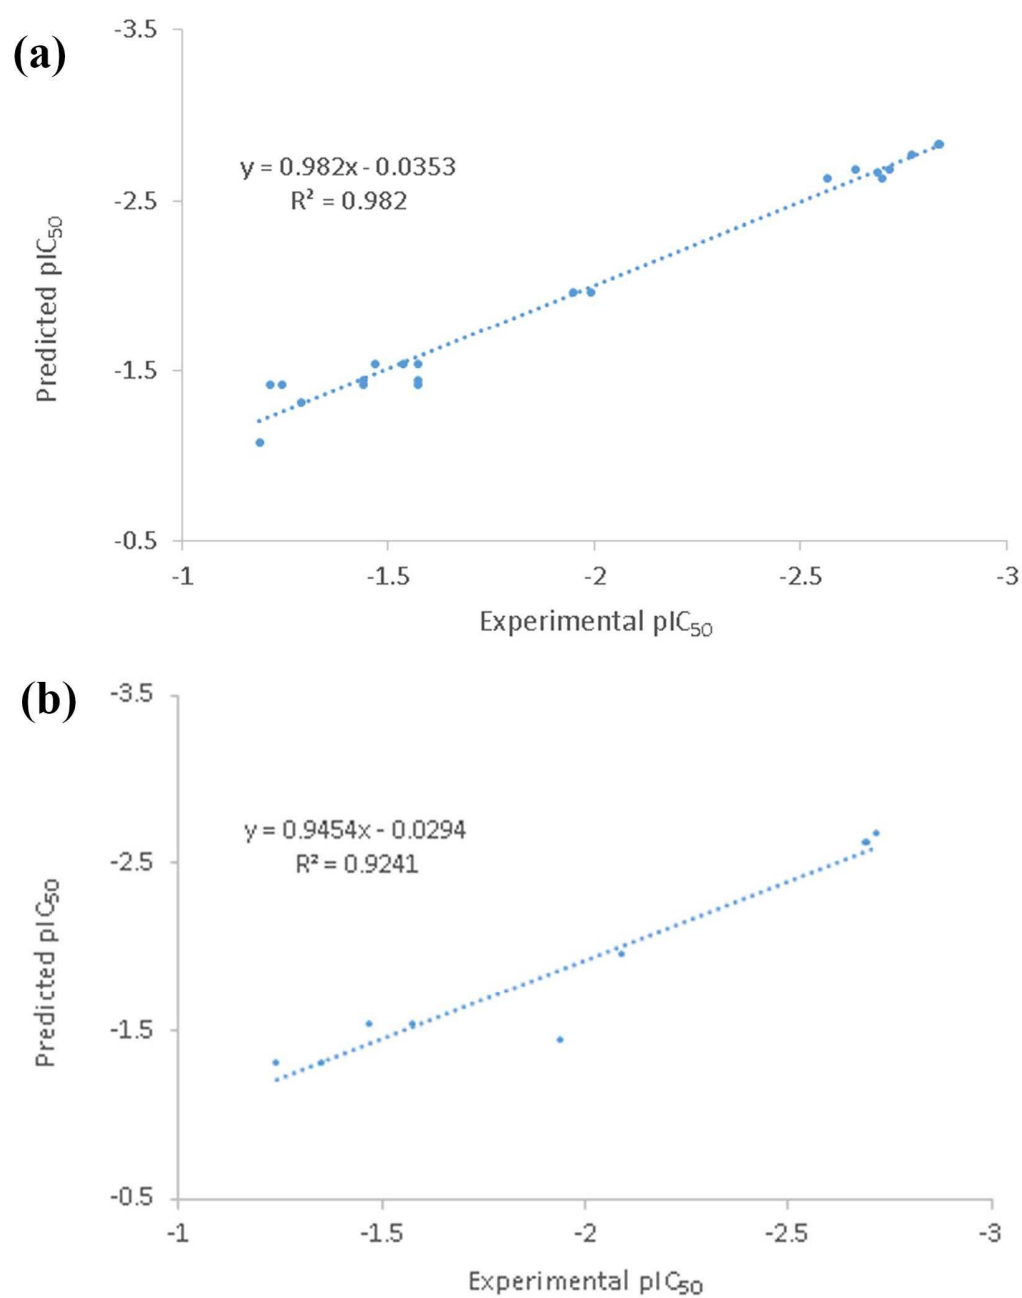 (a)
-3.5
y = 0.982x - 0.0353
R² = 0.982
-2.5
Predicted pIC₅₀
-1.5
-0.5
-1 -1.5 -2 -2.5 -3
Experimental pIC₅₀
(b)
-3.5
y = 0.9454x - 0.0294
R² = 0.9241
-2.5
Predicted pIC₅₀
-1.5
-0.5
-1 -1.5 -2 -2.5 -3
Experimental pIC₅₀